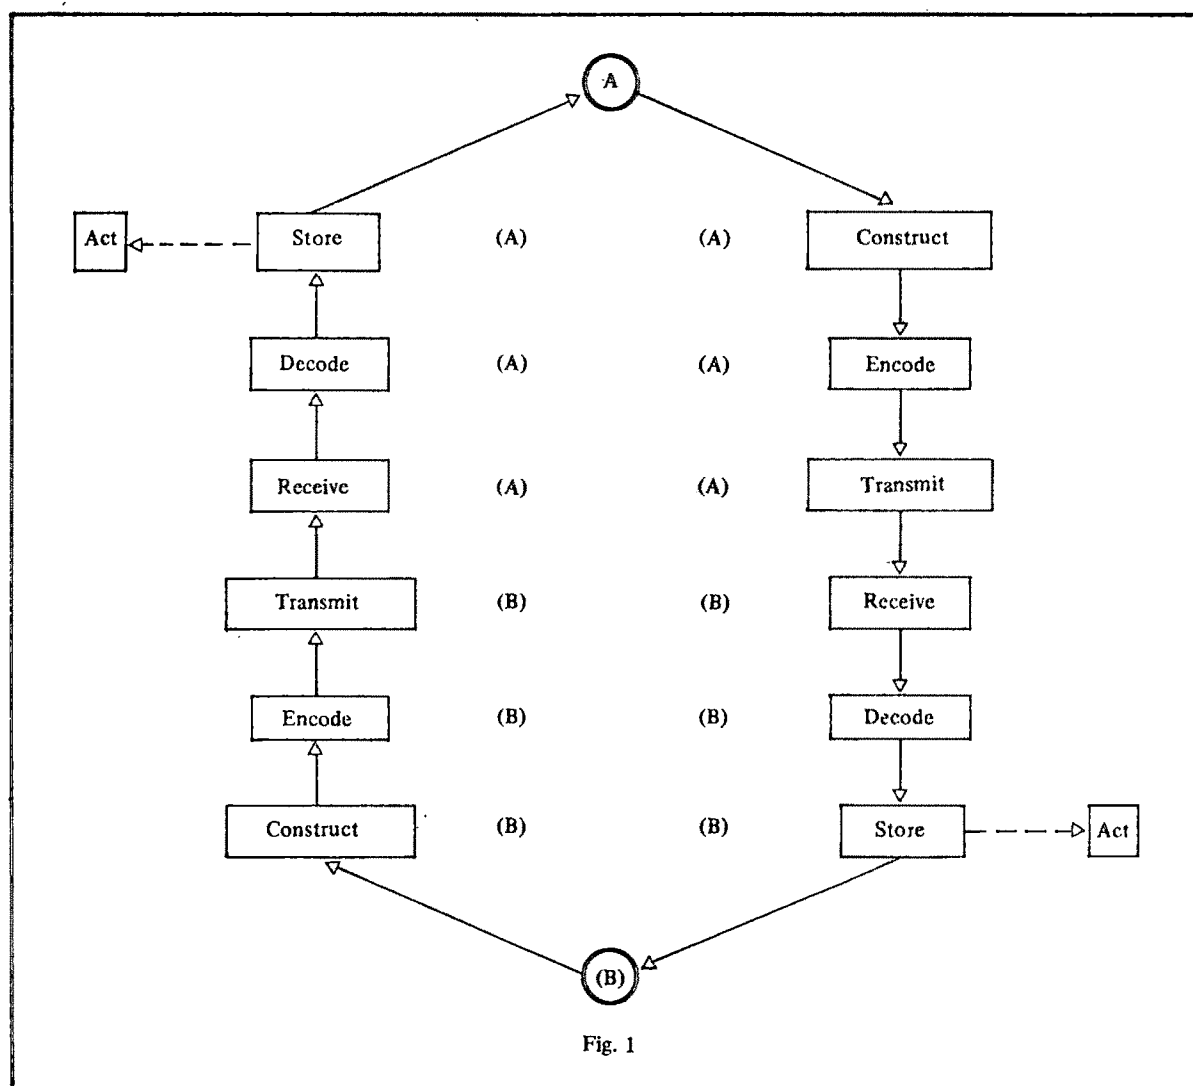 A
Act
Store
(A)
(A)
Construct
Decode
(A)
(A)
Encode
Receive
(A)
(A)
Transmit
Transmit
(B)
(B)
Receive
Encode
(B)
(B)
Decode
Construct
(B)
(B)
Store
Act
(B)
Fig. 1